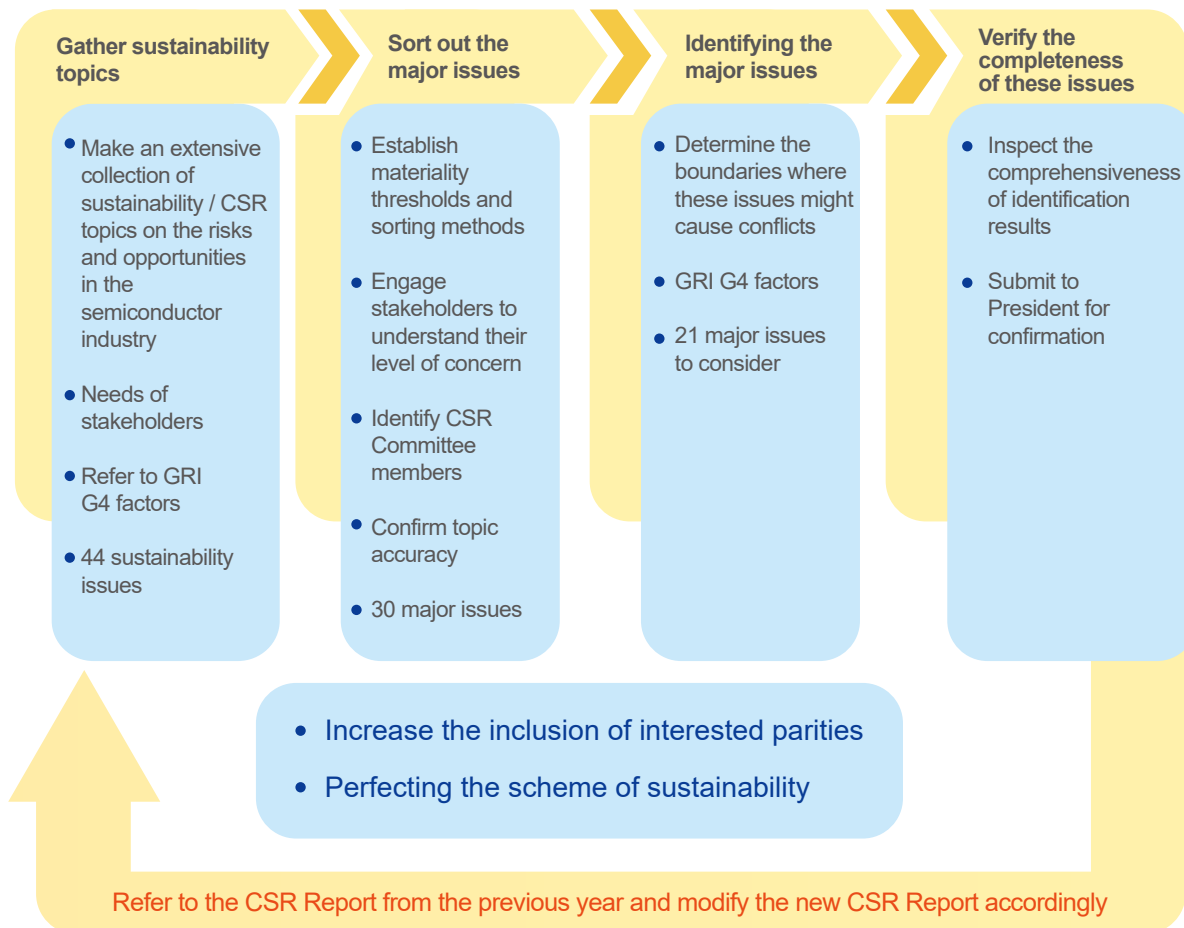 Gather sustainability
topics
Sort out the
major issues
Identifying the
major issues
Verify the
completeness
of these issues
• Make an extensive
collection of
sustainability / CSR
topics on the risks
and opportunities
in the
semiconductor
industry
• Needs of
stakeholders
• Refer to GRI
G4 factors
• 44 sustainability
issues
• Establish
materiality
thresholds and
sorting methods
• Engage
stakeholders to
understand their
level of concern
• Identify CSR
Committee
members
• Confirm topic
accuracy
• 30 major issues
• Determine the
boundaries where
these issues might
cause conflicts
• GRI G4 factors
• 21 major issues
to consider
• Inspect the
comprehensiveness
of identification
results
• Submit to
President for
confirmation
• Increase the inclusion of interested parities
• Perfecting the scheme of sustainability
Refer to the CSR Report from the previous year and modify the new CSR Report accordingly